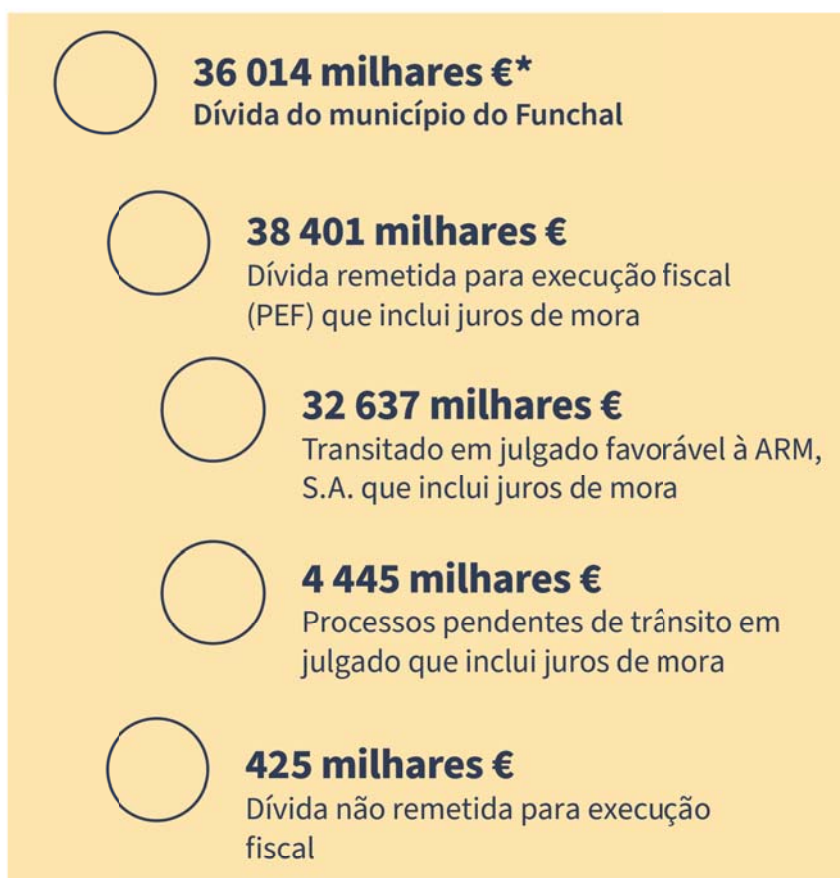 36 014 milhares €*
Dívida do município do Funchal
38 401 milhares €
Dívida remetida para execução fiscal
(PEF) que inclui juros de mora
32 637 milhares €
Transitado em julgado favorável à ARM,
S.A. que inclui juros de mora
4 445 milhares €
Processos pendentes de trânsito em
julgado que inclui juros de mora
425 milhares €
Dívida não remetida para execução
fiscal